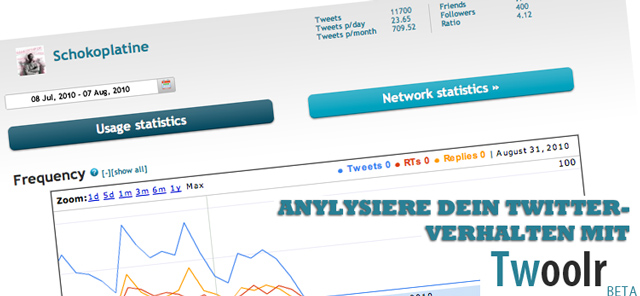 Schokoplatine
Tweets 11700
Tweets p/day 23.65
Tweets p/month 709.52
Friends 400
Followers 4.12
Ratio
08 Jul, 2010 - 07 Aug, 2010
Usage statistics
Network statistics »
Frequency ? [-][show all]
Zoom: 1d 5d 1m 3m 6m 1y Max
Tweets 0 RTs 0 Replies 0 | August 31, 2010
100
ANYLYSIERE DEIN TWITTER-
VERHALTEN MIT
Twoolr
BETA
2010